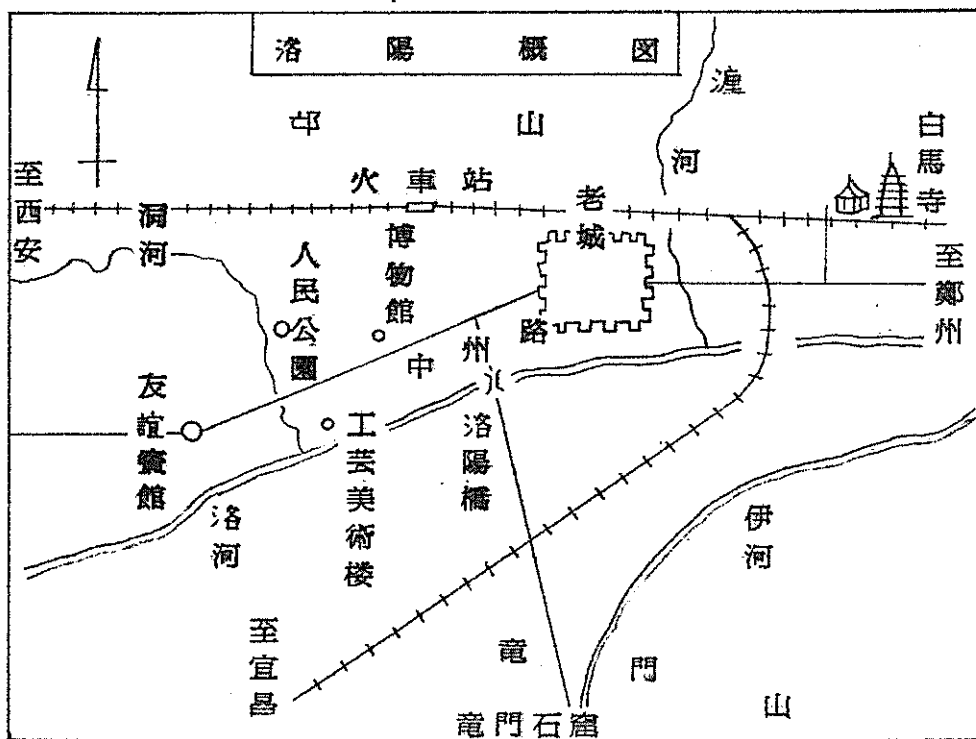 洛陽概図
邙山
瀍河
白馬寺
至西安
澗河
火車站
老城
博物館
人民公園
至鄭州
中州路
友誼賓館
工芸美術楼
洛陽橋
洛河
伊河
至宜昌
竜門山
竜門石窟